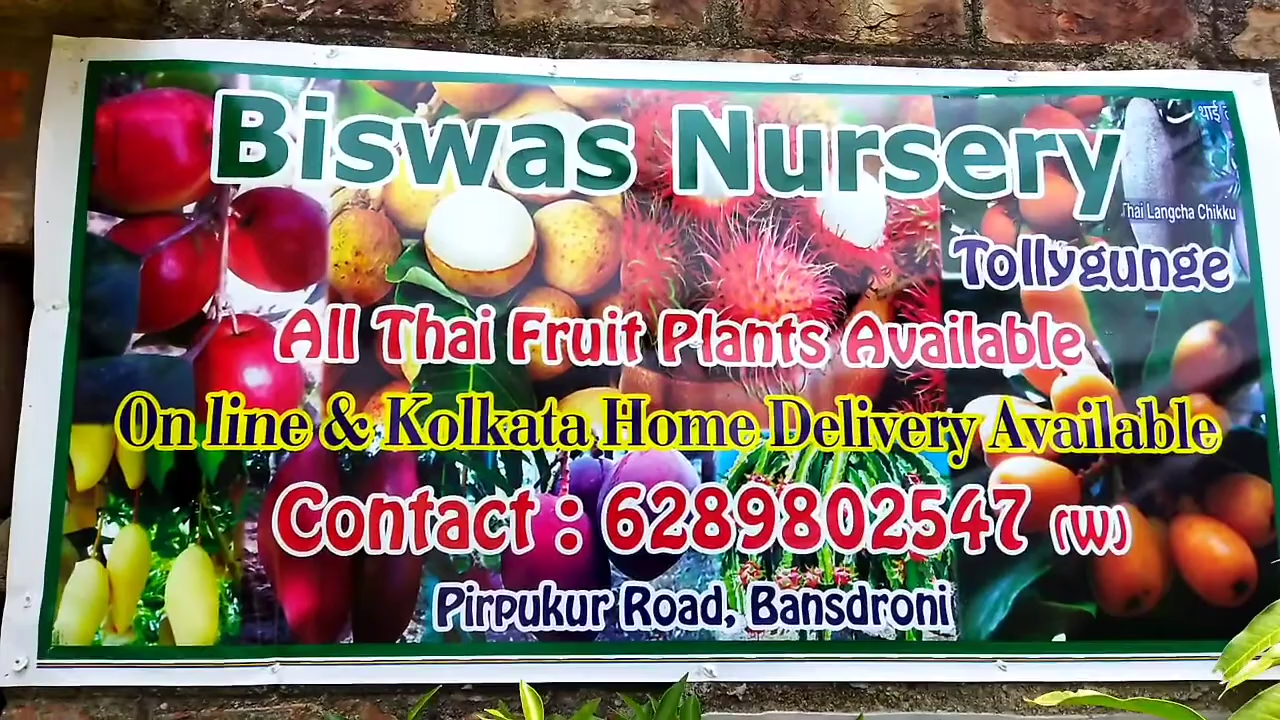 Biswas Nursery
थाई
Thai Langcha Chikku
Tollygunge
All Thai Fruit Plants Available
On line & Kolkata Home Delivery Available
Contact : 6289802547 (W)
Pirpukur Road, Bansdroni